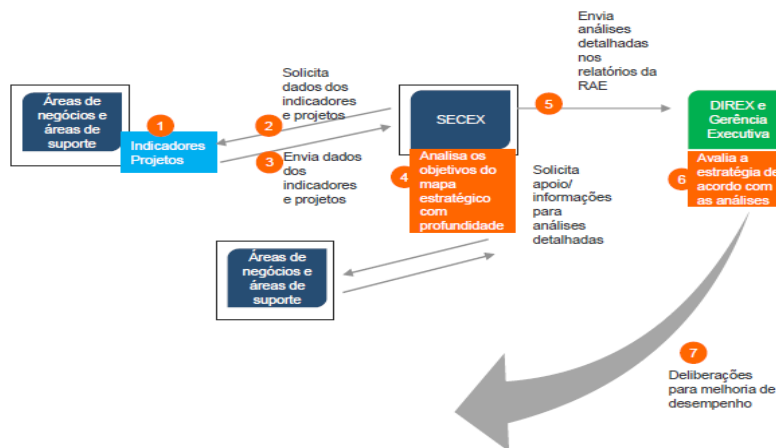 Áreas de
negócios e
áreas de
suporte
1
Indicadores
Projetos
Solicita
dados dos
indicadores
e projetos
2
3
Envia dados
dos
indicadores
e projetos
SECEX
4
Analisa os
objetivos do
mapa
estratégico
com
profundidade
Envia
análises
detalhadas
nos
relatórios da
RAE
5
DIREX e
Gerência
Executiva
6
Avalia a
estratégia de
acordo com
as análises
Solicita
apoio/
informações
para
análises
detalhadas
Áreas de
negócios e
áreas de
suporte
7
Deliberações
para melhoria de
desempenho